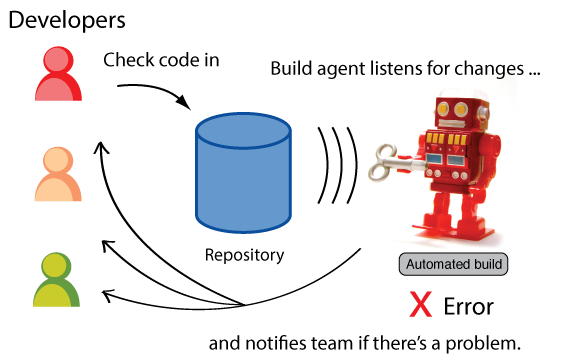 Developers
Check code in
Build agent listens for changes ...
Repository
Automated build
X Error
and notifies team if there's a problem.